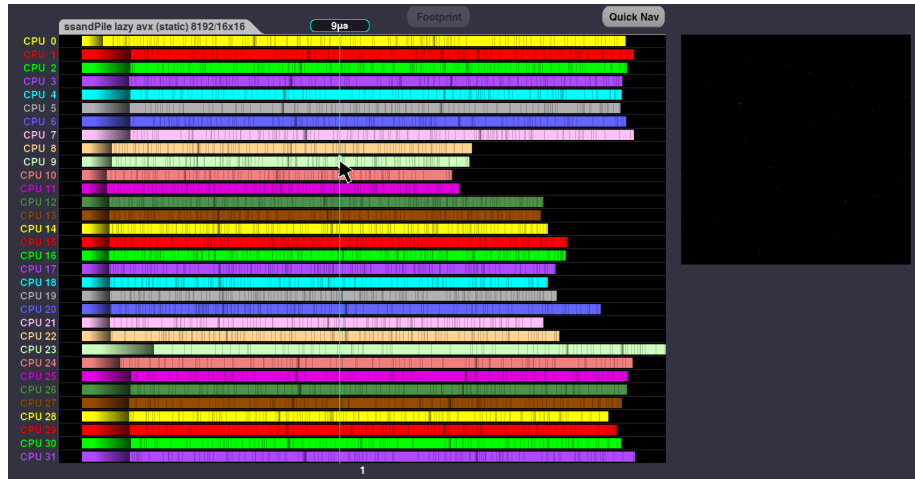 Footprint
Quick Nav
ssandPile lazy avx (static) 8192/16x16
9μs
CPU 0
CPU 1
CPU 2
CPU 3
CPU 4
CPU 5
CPU 6
CPU 7
CPU 8
CPU 9
CPU 10
CPU 11
CPU 12
CPU 13
CPU 14
CPU 15
CPU 16
CPU 17
CPU 18
CPU 19
CPU 20
CPU 21
CPU 22
CPU 23
CPU 24
CPU 25
CPU 26
CPU 27
CPU 28
CPU 29
CPU 30
CPU 31
1